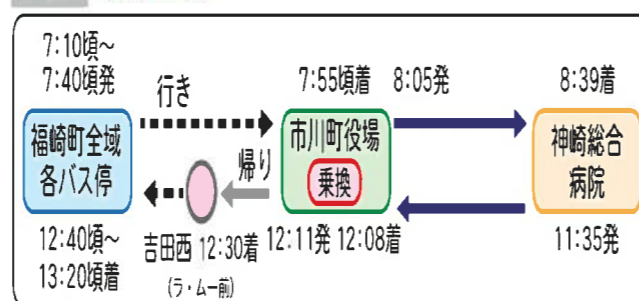 7:10頃～
7:40頃発
行き
7:55頃着 8:05発
8:39着
福崎町全域
各バス停
市川町役場
乗換
神崎総合
病院
帰り
12:40頃～
13:20頃着
吉田西 12:30着
(ラ・ムー前)
12:11発 12:08着
11:35発